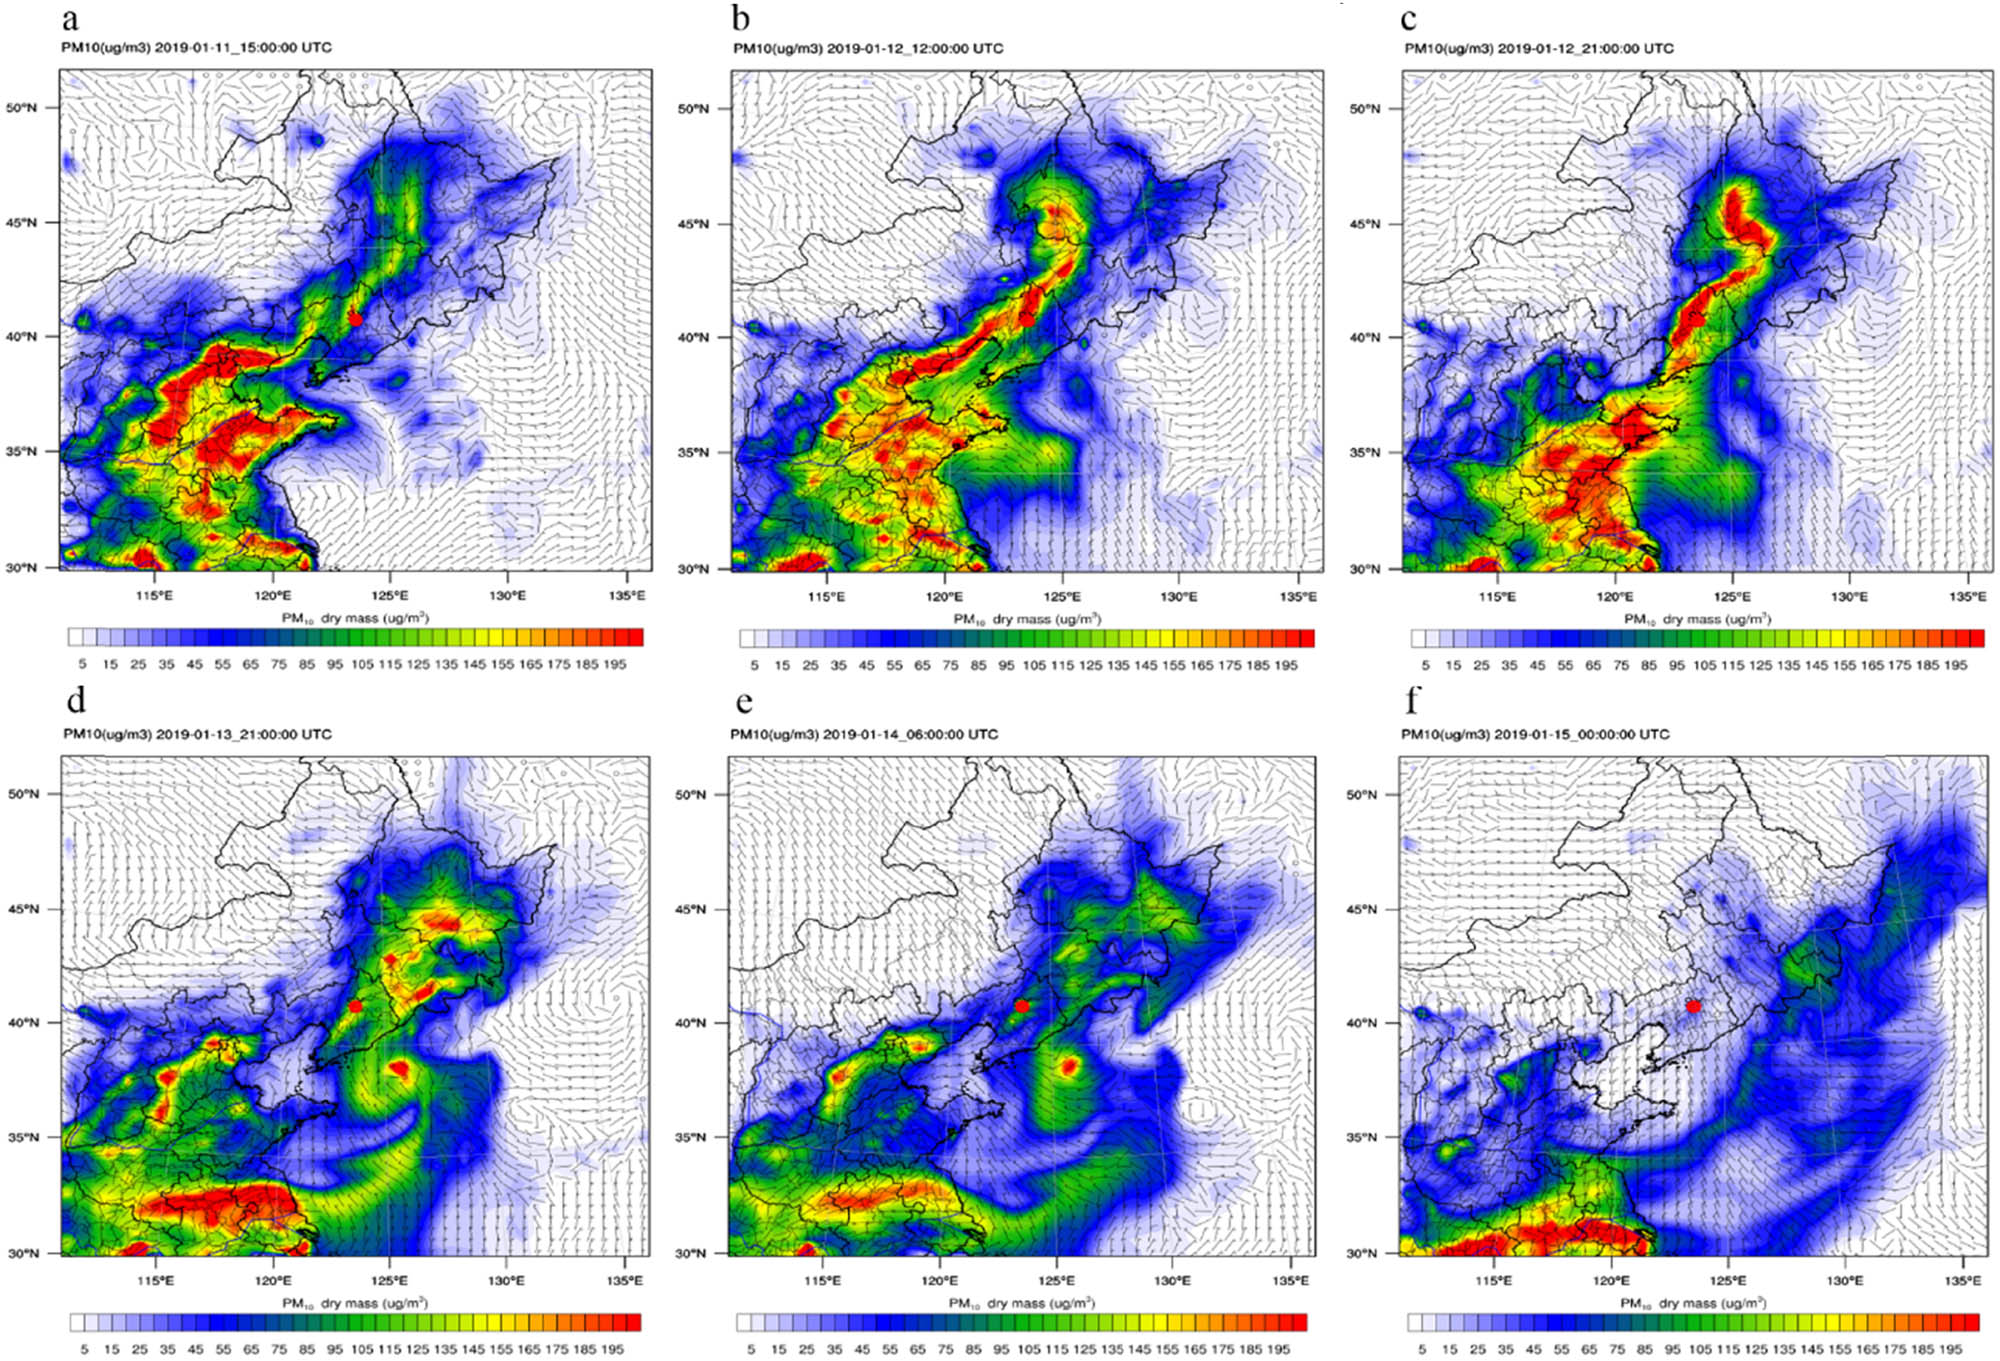 a
PM10(ug/m3) 2019-01-11_15:00:00 UTC
50°N
45°N
40°N
35°N
30°N
115°E 120°E 125°E 130°E 135°E
PM₁₀ dry mass (ug/m³)
5 15 25 35 45 55 65 75 85 95 105 115 125 135 145 155 165 175 185 195
b
PM10(ug/m3) 2019-01-12_12:00:00 UTC
50°N
45°N
40°N
35°N
30°N
115°E 120°E 125°E 130°E 135°E
PM₁₀ dry mass (ug/m³)
5 15 25 35 45 55 65 75 85 95 105 115 125 135 145 155 165 175 185 195
c
PM10(ug/m3) 2019-01-12_21:00:00 UTC
50°N
45°N
40°N
35°N
30°N
115°E 120°E 125°E 130°E 135°E
PM₁₀ dry mass (ug/m³)
5 15 25 35 45 55 65 75 85 95 105 115 125 135 145 155 165 175 185 195
d
PM10(ug/m3) 2019-01-13_21:00:00 UTC
50°N
45°N
40°N
35°N
30°N
115°E 120°E 125°E 130°E 135°E
PM₁₀ dry mass (ug/m³)
5 15 25 35 45 55 65 75 85 95 105 115 125 135 145 155 165 175 185 195
e
PM10(ug/m3) 2019-01-14_06:00:00 UTC
50°N
45°N
40°N
35°N
30°N
115°E 120°E 125°E 130°E 135°E
PM₁₀ dry mass (ug/m³)
5 15 25 35 45 55 65 75 85 95 105 115 125 135 145 155 165 175 185 195
f
PM10(ug/m3) 2019-01-15_00:00:00 UTC
50°N
45°N
40°N
35°N
30°N
115°E 120°E 125°E 130°E 135°E
PM₁₀ dry mass (ug/m³)
5 15 25 35 45 55 65 75 85 95 105 115 125 135 145 155 165 175 185 195